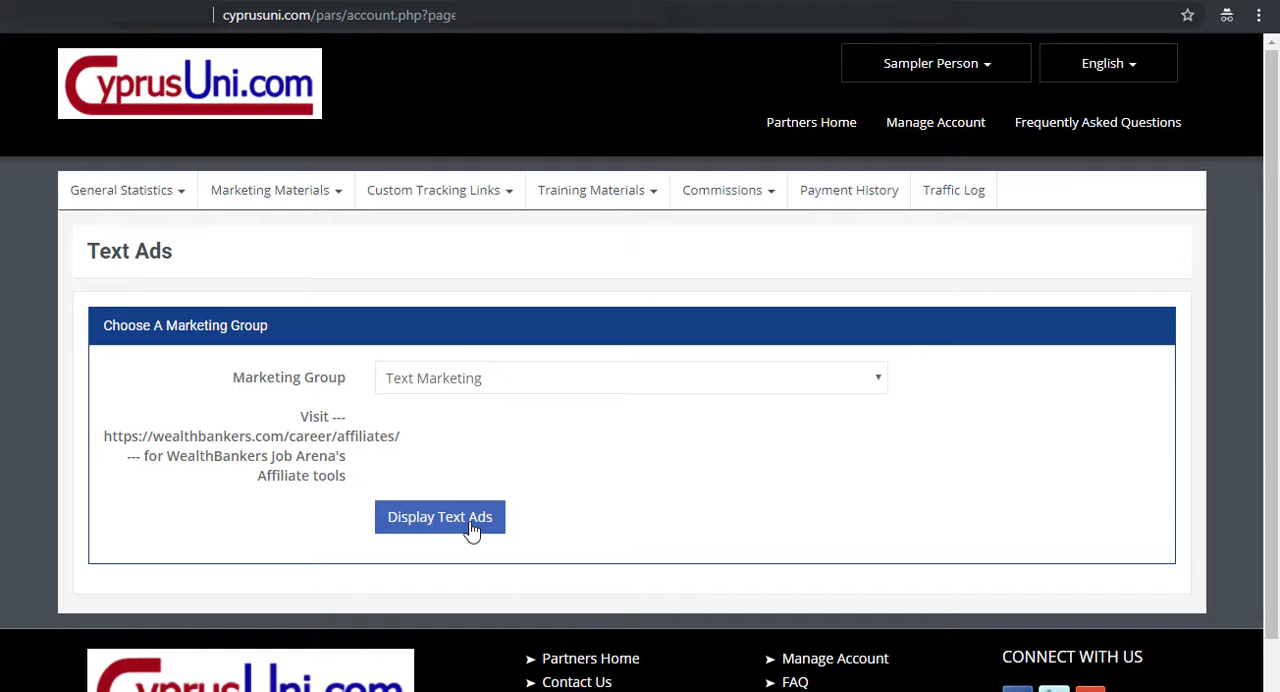 cyprusuni.com/pars/account.php?page
CyprusUni.com
Sampler Person
English
Partners Home
Manage Account
Frequently Asked Questions
General Statistics
Marketing Materials
Custom Tracking Links
Training Materials
Commissions
Payment History
Traffic Log
Text Ads
Choose A Marketing Group
Marketing Group
Text Marketing
Visit ---
https://wealthbankers.com/career/affiliates/
--- for WealthBankers Job Arena's
Affiliate tools
Display Text Ads
CyprusUni.com
➤ Partners Home
➤ Manage Account
CONNECT WITH US
➤ Contact Us
➤ FAQ